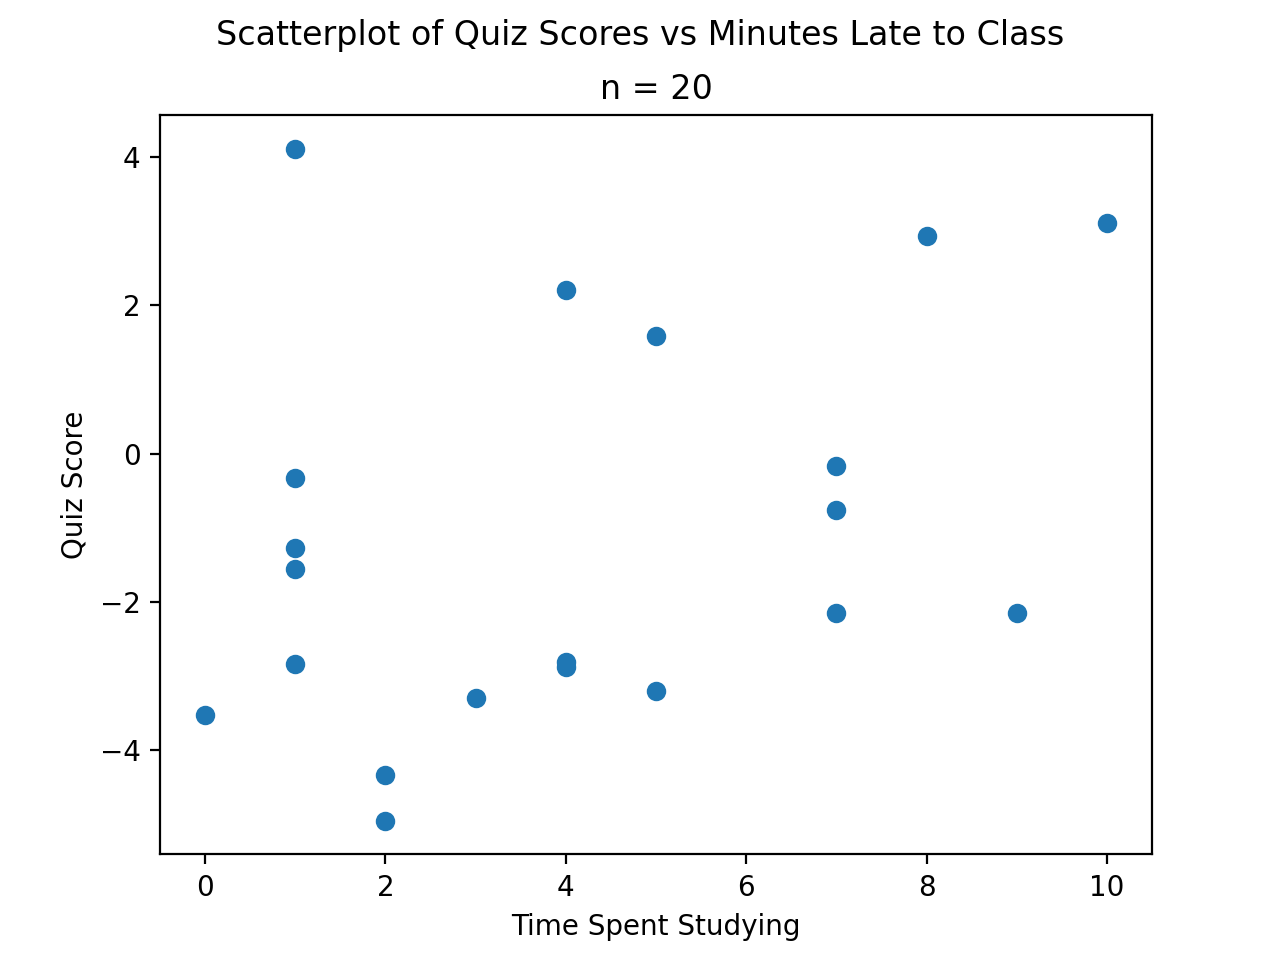 Scatterplot of Quiz Scores vs Minutes Late to Class
n = 20
4
2
0
−2
−4
Quiz Score
0 2 4 6 8 10
Time Spent Studying